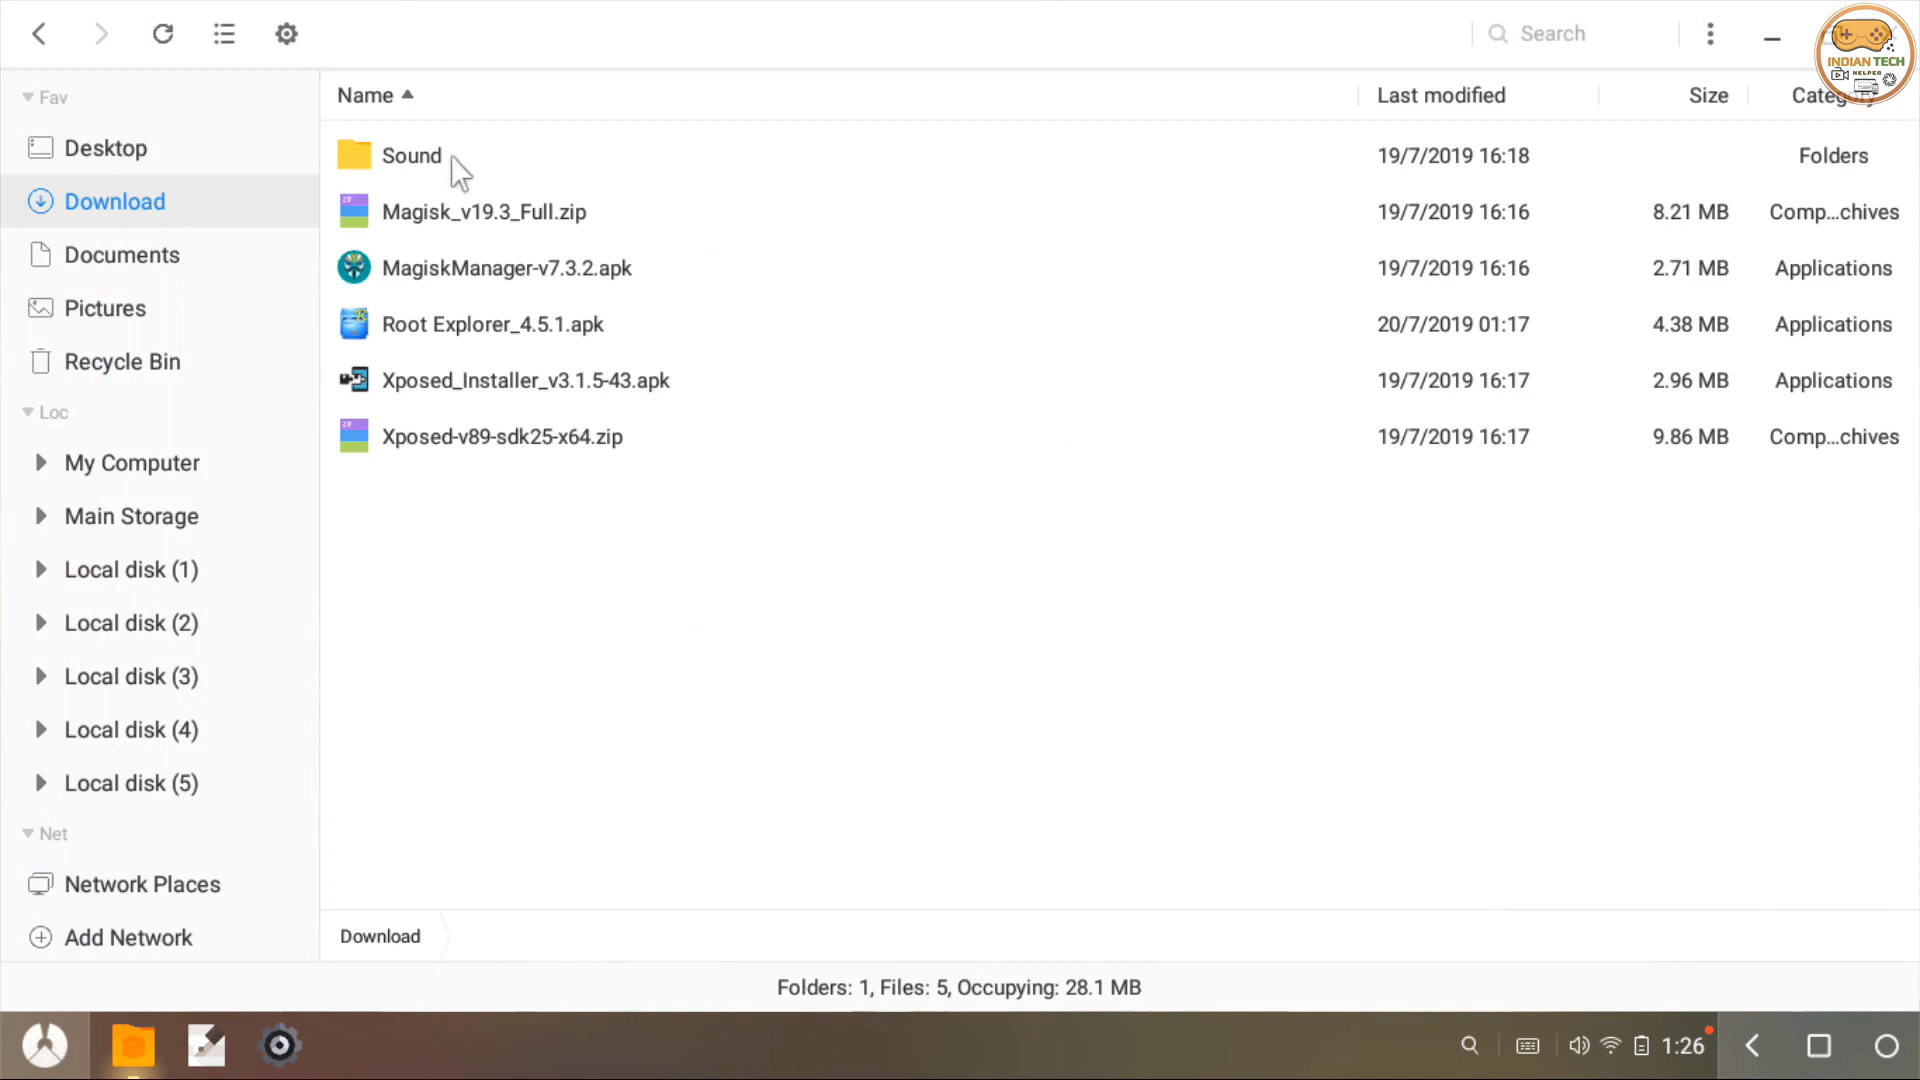 Search
INDIAN TECH
HELPER
Fav
Desktop
Download
Documents
Pictures
Recycle Bin
Loc
My Computer
Main Storage
Local disk (1)
Local disk (2)
Local disk (3)
Local disk (4)
Local disk (5)
Net
Network Places
Add Network
Name Last modified Size Category
Sound 19/7/2019 16:18 Folders
Magisk_v19.3_Full.zip 19/7/2019 16:16 8.21 MB Comp...chives
MagiskManager-v7.3.2.apk 19/7/2019 16:16 2.71 MB Applications
Root Explorer_4.5.1.apk 20/7/2019 01:17 4.38 MB Applications
Xposed_Installer_v3.1.5-43.apk 19/7/2019 16:17 2.96 MB Applications
Xposed-v89-sdk25-x64.zip 19/7/2019 16:17 9.86 MB Comp...chives
Download
Folders: 1, Files: 5, Occupying: 28.1 MB
1:26